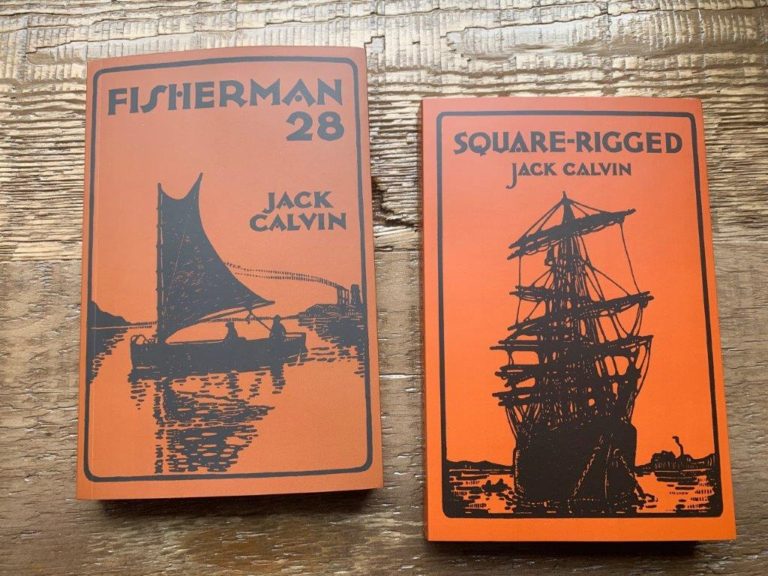 FISHERMAN
28
JACK
CALVIN
SQUARE-RIGGED
JACK CALVIN